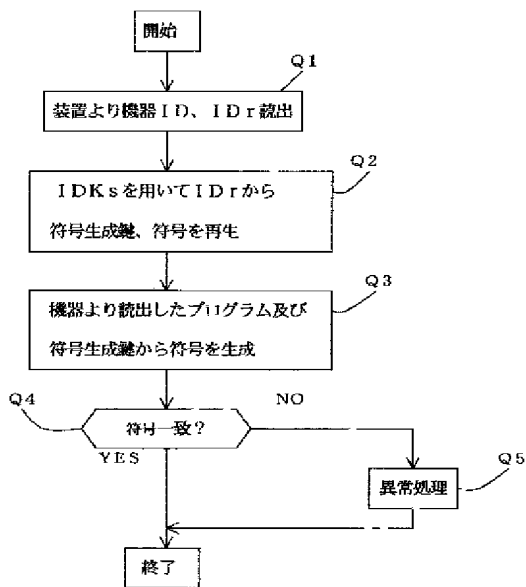 開始
Q1
装置より機器ID、IDr読出
Q2
IDKsを用いてIDrから
符号生成鍵、符号を再生
Q3
機器より読出したプログラム及び
符号生成鍵から符号を生成
Q4
符号一致?
NO
YES
Q5
異常処理
終了